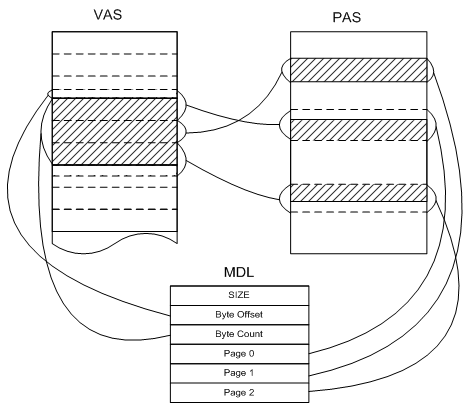 VAS
PAS
MDL
SIZE
Byte Offset
Byte Count
Page 0
Page 1
Page 2